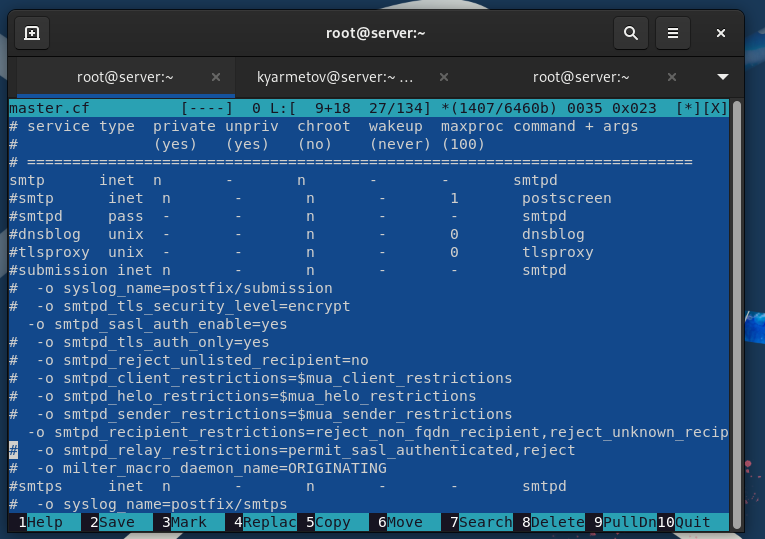 root@server:~
root@server:~
kyarmetov@server:~ ...
root@server:~
master.cf          [----]  0 L:[  9+18  27/134] *(1407/6460b) 0035 0x023  [*][X]
# service type  private unpriv  chroot  wakeup  maxproc command + args
#               (yes)   (yes)   (no)    (never) (100)
# ==========================================================================
smtp      inet  n       -       n       -       -       smtpd
#smtp      inet  n       -       n       -       1       postscreen
#smtpd     pass  -       -       n       -       -       smtpd
#dnsblog   unix  -       -       n       -       0       dnsblog
#tlsproxy  unix  -       -       n       -       0       tlsproxy
#submission inet n       -       n       -       -       smtpd
#  -o syslog_name=postfix/submission
#  -o smtpd_tls_security_level=encrypt
  -o smtpd_sasl_auth_enable=yes
#  -o smtpd_tls_auth_only=yes
#  -o smtpd_reject_unlisted_recipient=no
#  -o smtpd_client_restrictions=$mua_client_restrictions
#  -o smtpd_helo_restrictions=$mua_helo_restrictions
#  -o smtpd_sender_restrictions=$mua_sender_restrictions
  -o smtpd_recipient_restrictions=reject_non_fqdn_recipient,reject_unknown_recip
#  -o smtpd_relay_restrictions=permit_sasl_authenticated,reject
#  -o milter_macro_daemon_name=ORIGINATING
#smtps     inet  n       -       n       -       -       smtpd
#  -o syslog_name=postfix/smtps
1Help 2Save 3Mark 4Replac 5Copy 6Move 7Search 8Delete 9PullDn 10Quit